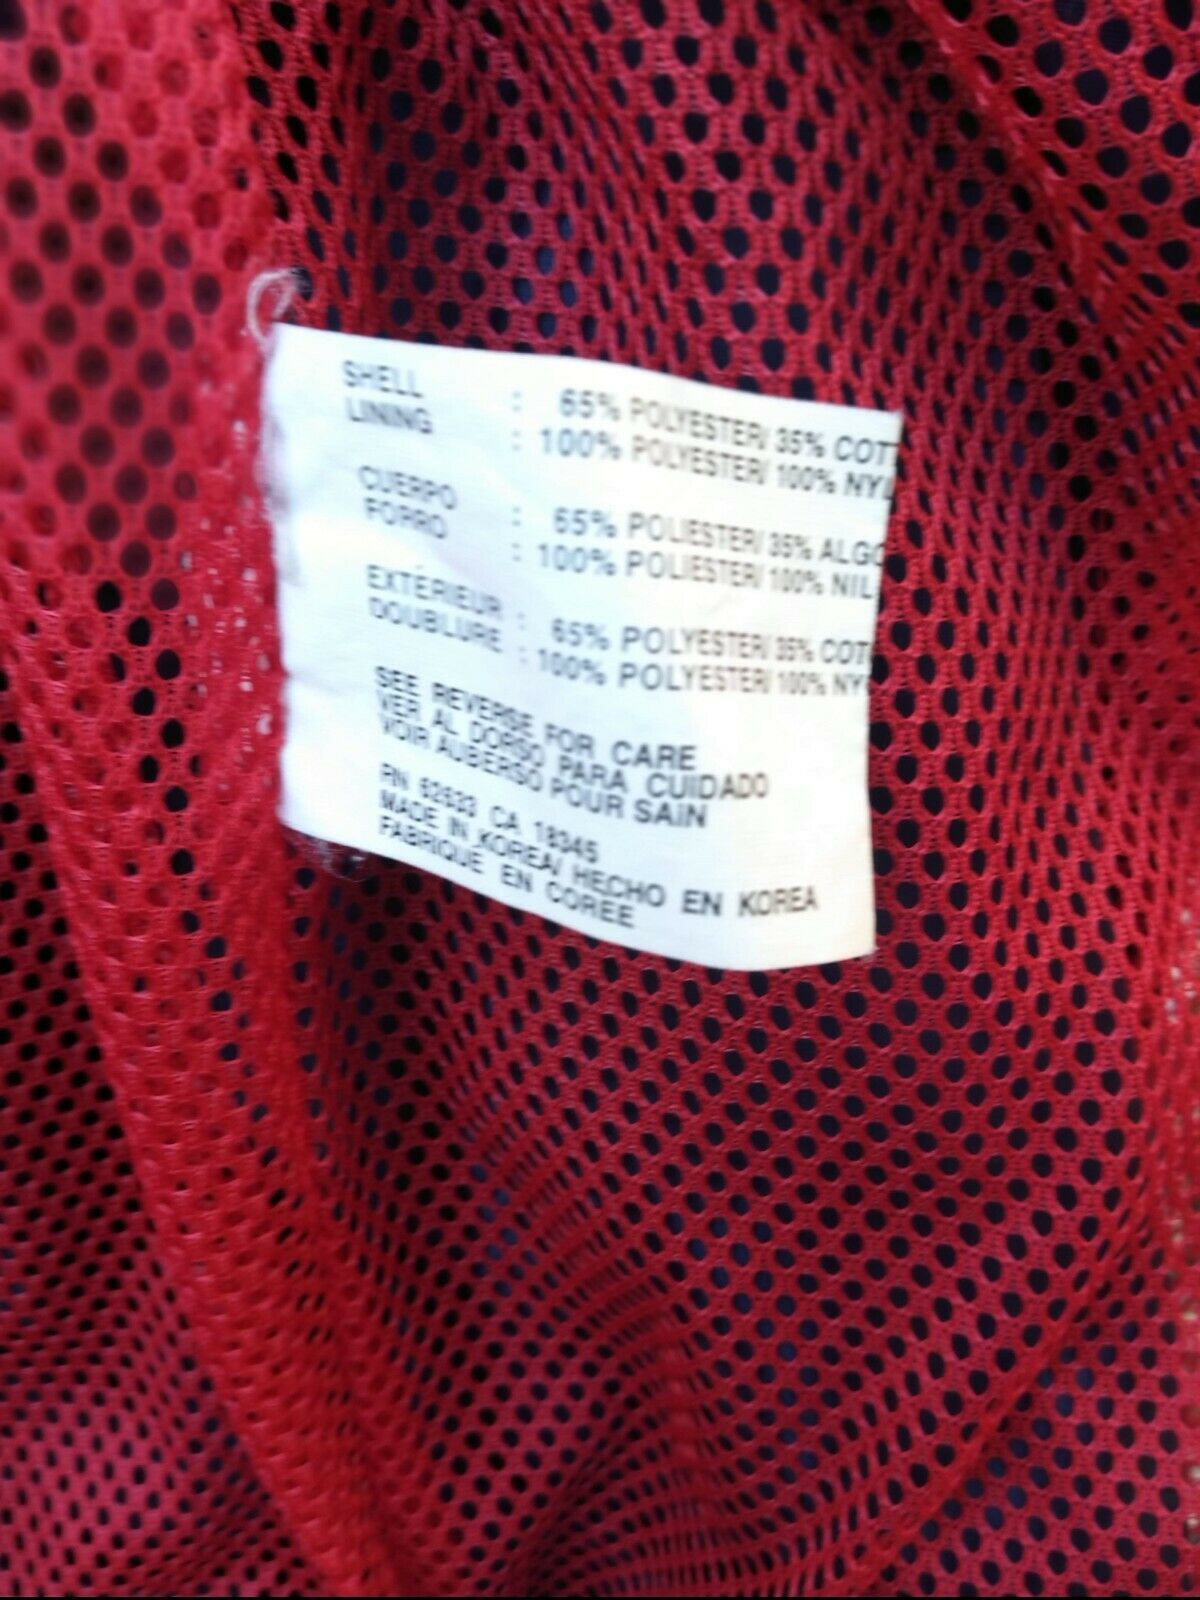 SHELL : 65% POLYESTER/ 35% COTT
LINING : 100% POLYESTER/ 100% NYL
CUERPO : 65% POLIESTER/ 35% ALGO
FORRO : 100% POLIESTER/ 100% NIL
EXTÉRIEUR : 65% POLYESTER/ 35% COT
DOUBLURE : 100% POLYESTER/ 100% NY
SEE REVERSE FOR CARE
VER AL DORSO PARA CUIDADO
VOIR AUBERSO POUR SAIN
RN 62633 CA 18345
MADE IN KOREA/ HECHO EN KOREA
FABRIQUE EN COREE